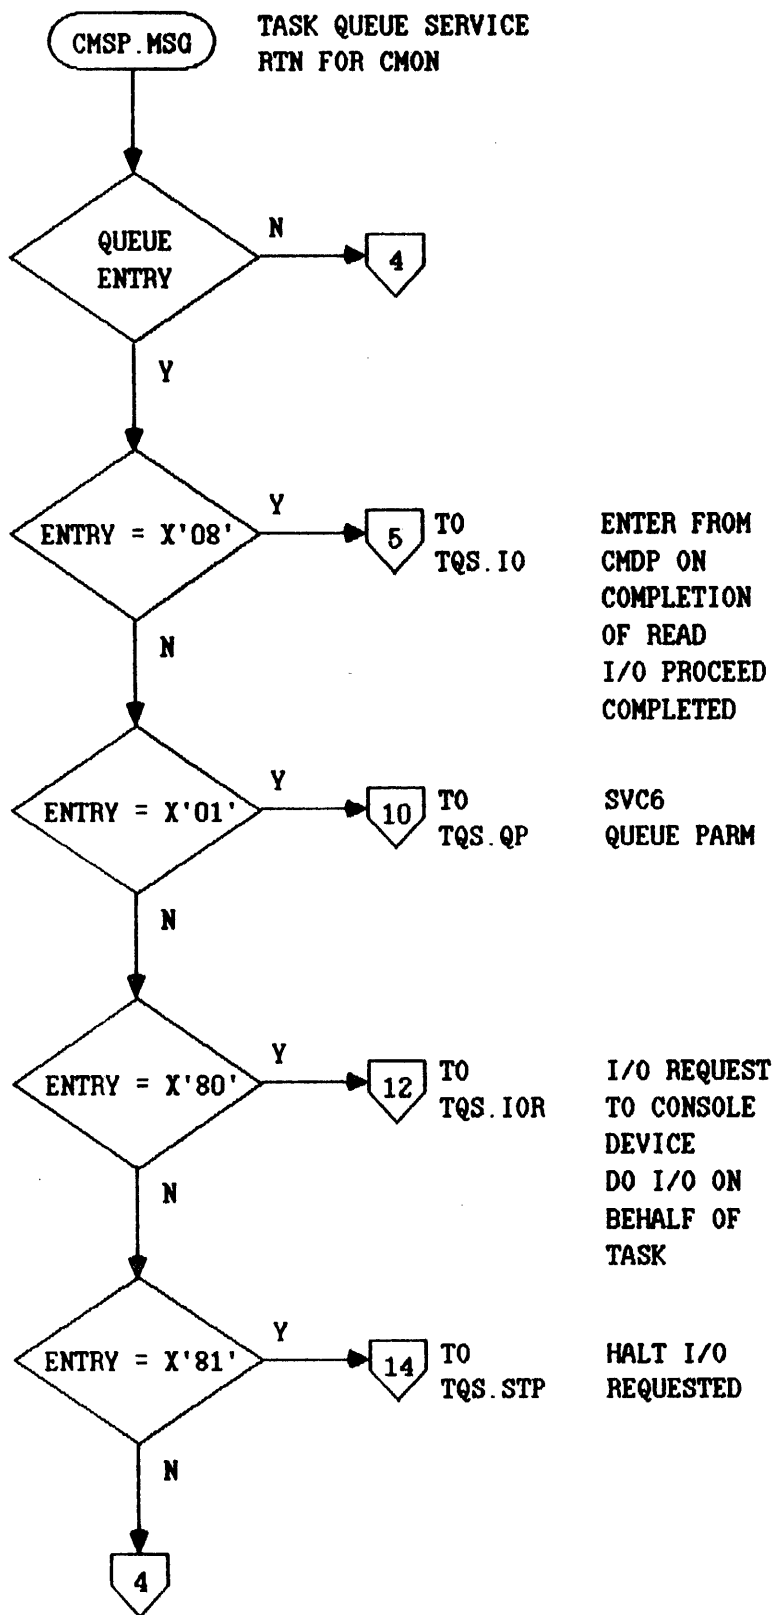 CMSP.MSG
TASK QUEUE SERVICE
RTN FOR CMON
QUEUE
ENTRY
N
4
Y
ENTRY = X'08'
Y
5
TO
TQS.IO
ENTER FROM
CMDP ON
COMPLETION
OF READ
I/O PROCEED
COMPLETED
N
ENTRY = X'01'
Y
10
TO
TQS.QP
SVC6
QUEUE PARM
N
ENTRY = X'80'
Y
12
TO
TQS.IOR
I/O REQUEST
TO CONSOLE
DEVICE
DO I/O ON
BEHALF OF
TASK
N
ENTRY = X'81'
Y
14
TO
TQS.STP
HALT I/O
REQUESTED
N
4